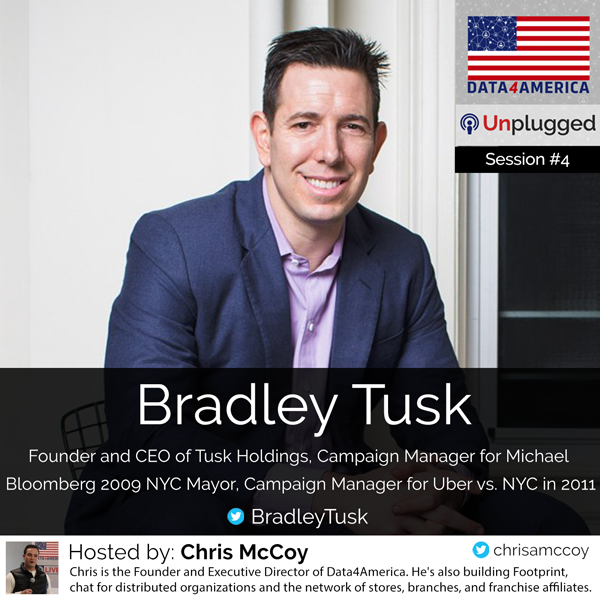 DATA4AMERICA
Unplugged
Session #4
Bradley Tusk
Founder and CEO of Tusk Holdings, Campaign Manager for Michael
Bloomberg 2009 NYC Mayor, Campaign Manager for Uber vs. NYC in 2011
BradleyTusk
Hosted by: Chris McCoy
chrisamccoy
Chris is the Founder and Executive Director of Data4America. He's also building Footprint,
chat for distributed organizations and the network of stores, branches, and franchise affiliates.
LIVE